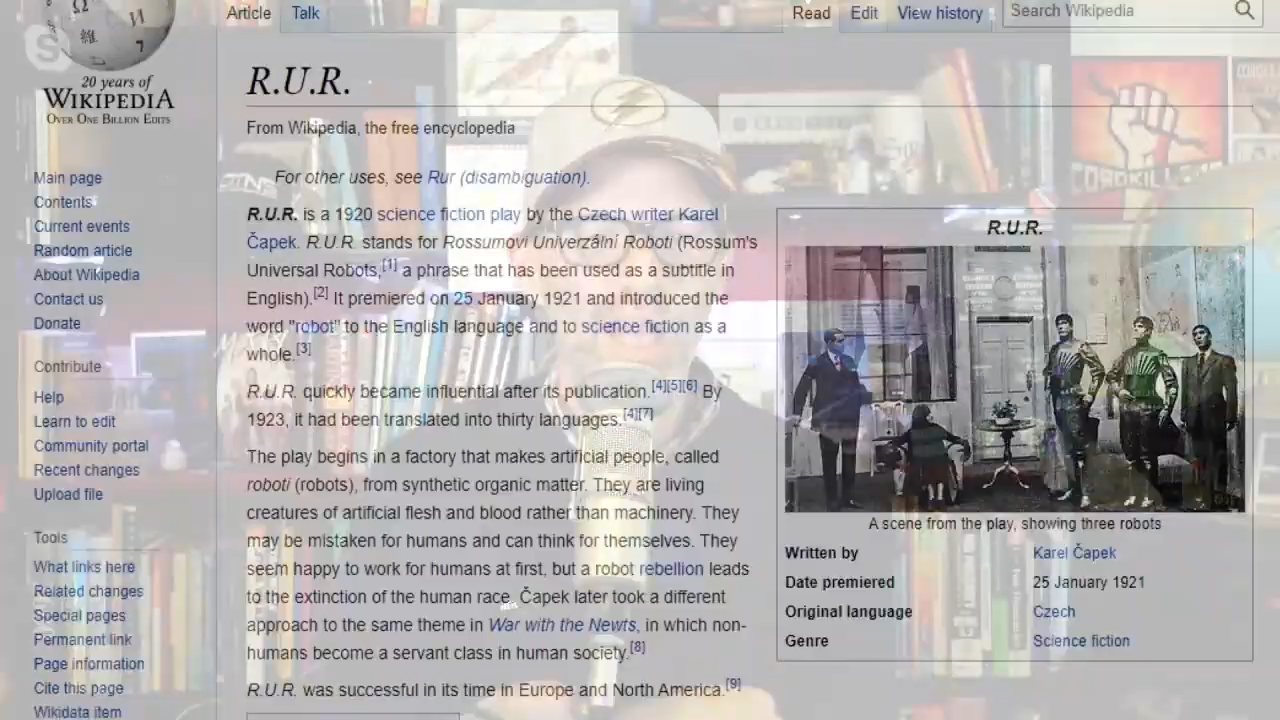 Article
Talk
Read
Edit
View history
Search Wikipedia
20 years of
WIKIPEDIA
OVER ONE BILLION EDITS
R.U.R.
From Wikipedia, the free encyclopedia
For other uses, see Rur (disambiguation).
R.U.R. is a 1920 science fiction play by the Czech writer Karel
Čapek. R.U.R. stands for Rossumovi Univerzální Roboti (Rossum's
Universal Robots,[1] a phrase that has been used as a subtitle in
English).[2] It premiered on 25 January 1921 and introduced the
word "robot" to the English language and to science fiction as a
whole.[3]
R.U.R. quickly became influential after its publication.[4][5][6] By
1923, it had been translated into thirty languages.[4][7]
The play begins in a factory that makes artificial people, called
roboti (robots), from synthetic organic matter. They are living
creatures of artificial flesh and blood rather than machinery. They
may be mistaken for humans and can think for themselves. They
seem happy to work for humans at first, but a robot rebellion leads
to the extinction of the human race. Čapek later took a different
approach to the same theme in War with the Newts, in which non-
humans become a servant class in human society.[8]
R.U.R. was successful in its time in Europe and North America.[9]
Main page
Contents
Current events
Random article
About Wikipedia
Contact us
Donate
Contribute
Help
Learn to edit
Community portal
Recent changes
Upload file
Tools
What links here
Related changes
Special pages
Permanent link
Page information
Cite this page
Wikidata item
R.U.R.
A scene from the play, showing three robots
Written by Karel Čapek
Date premiered 25 January 1921
Original language Czech
Genre Science fiction